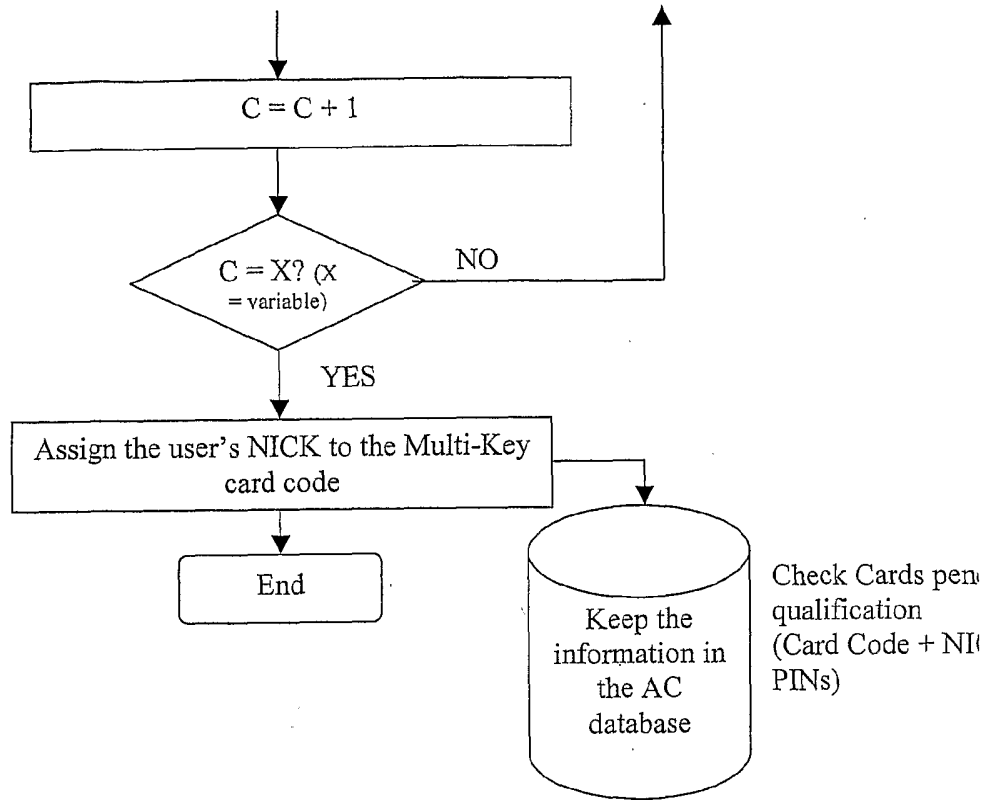 C = C + 1
C = X? (X
= variable)
NO
YES
Assign the user's NICK to the Multi-Key
card code
End
Keep the
information in
the AC
database
Check Cards
qualification
(Card Code +
PINs)